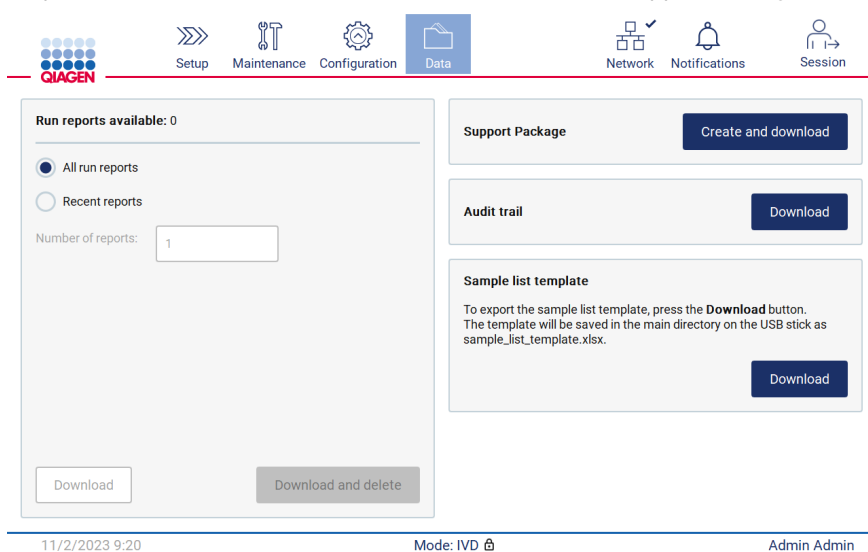 QIAGEN
Setup
Maintenance
Configuration
Data
Network
Notifications
Session
Run reports available: 0
All run reports
Recent reports
Number of reports:
1
Download
Download and delete
Support Package
Create and download
Audit trail
Download
Sample list template
To export the sample list template, press the Download button.
The template will be saved in the main directory on the USB stick as
sample_list_template.xlsx.
Download
11/2/2023 9:20
Mode: IVD
Admin Admin